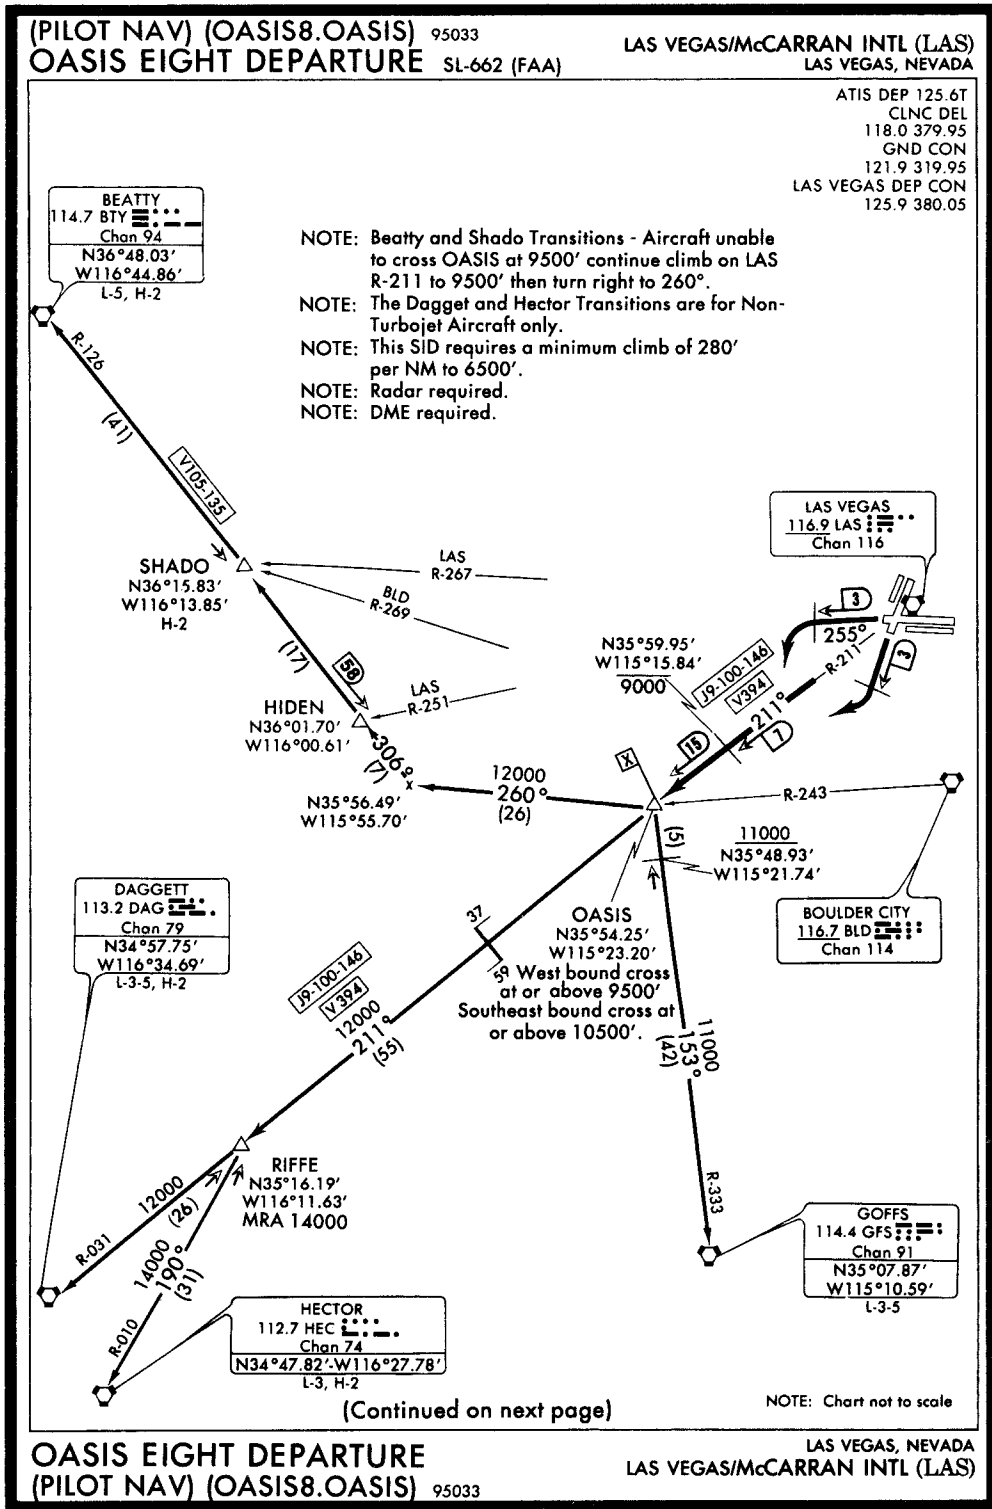 (PILOT NAV) (OASIS8.OASIS) 95033
OASIS EIGHT DEPARTURE SL-662 (FAA)
LAS VEGAS/McCARRAN INTL (LAS)
LAS VEGAS, NEVADA
ATIS DEP 125.6T
CLNC DEL
118.0 379.95
GND CON
121.9 319.95
LAS VEGAS DEP CON
125.9 380.05
BEATTY
114.7 BTY
Chan 94
N36°48.03'
W116°44.86'
L-5, H-2
NOTE: Beatty and Shado Transitions - Aircraft unable
to cross OASIS at 9500' continue climb on LAS
R-211 to 9500' then turn right to 260°.
NOTE: The Dagget and Hector Transitions are for Non-
Turbojet Aircraft only.
NOTE: This SID requires a minimum climb of 280'
per NM to 6500'.
NOTE: Radar required.
NOTE: DME required.
R-126
(41)
V105-135
LAS VEGAS
116.9 LAS
Chan 116
SHADO
N36°15.83'
W116°13.85'
H-2
LAS
R-267
BLD
R-269
(17)
58
LAS
R-251
HIDEN
N36°01.70'
W116°00.61'
306°
(7)
x
N35°56.49'
W115°55.70'
3
255°
R-211
3
N35°59.95'
W115°15.84'
9000
J9-100-146
V394
211°
7
15
X
12000
260°
(26)
R-243
(5)
11000
N35°48.93'
W115°21.74'
DAGGETT
113.2 DAG
Chan 79
N34°57.75'
W116°34.69'
L-3-5, H-2
BOULDER CITY
116.7 BLD
Chan 114
OASIS
N35°54.25'
W115°23.20'
West bound cross
at or above 9500'
Southeast bound cross at
or above 10500'.
37
59
J9-100-146
V394
12000
211°
(55)
11000
153°
(42)
RIFFE
N35°16.19'
W116°11.63'
MRA 14000
12000
(26)
R-031
14000
190°
(31)
R-010
R-333
GOFFS
114.4 GFS
Chan 91
N35°07.87'
W115°10.59'
L-3-5
HECTOR
112.7 HEC
Chan 74
N34°47.82'-W116°27.78'
L-3, H-2
(Continued on next page)
NOTE: Chart not to scale
OASIS EIGHT DEPARTURE
(PILOT NAV) (OASIS8.OASIS) 95033
LAS VEGAS, NEVADA
LAS VEGAS/McCARRAN INTL (LAS)